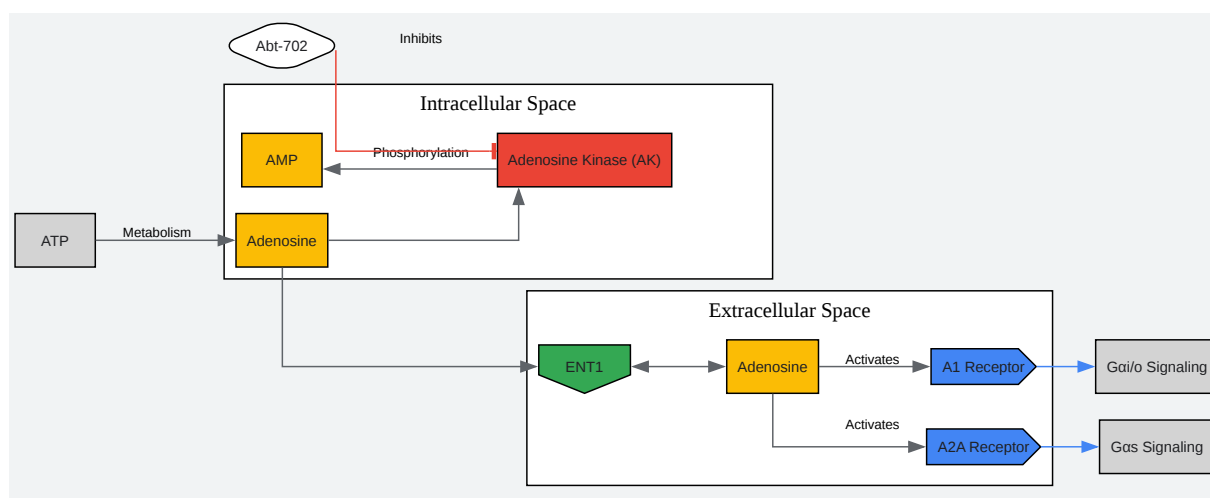 Abt-702
Inhibits
Intracellular Space
AMP
Phosphorylation
Adenosine Kinase (AK)
ATP
Metabolism
Adenosine
Extracellular Space
ENT1
Adenosine
Activates
A1 Receptor
Gαi/o Signaling
Activates
A2A Receptor
Gαs Signaling